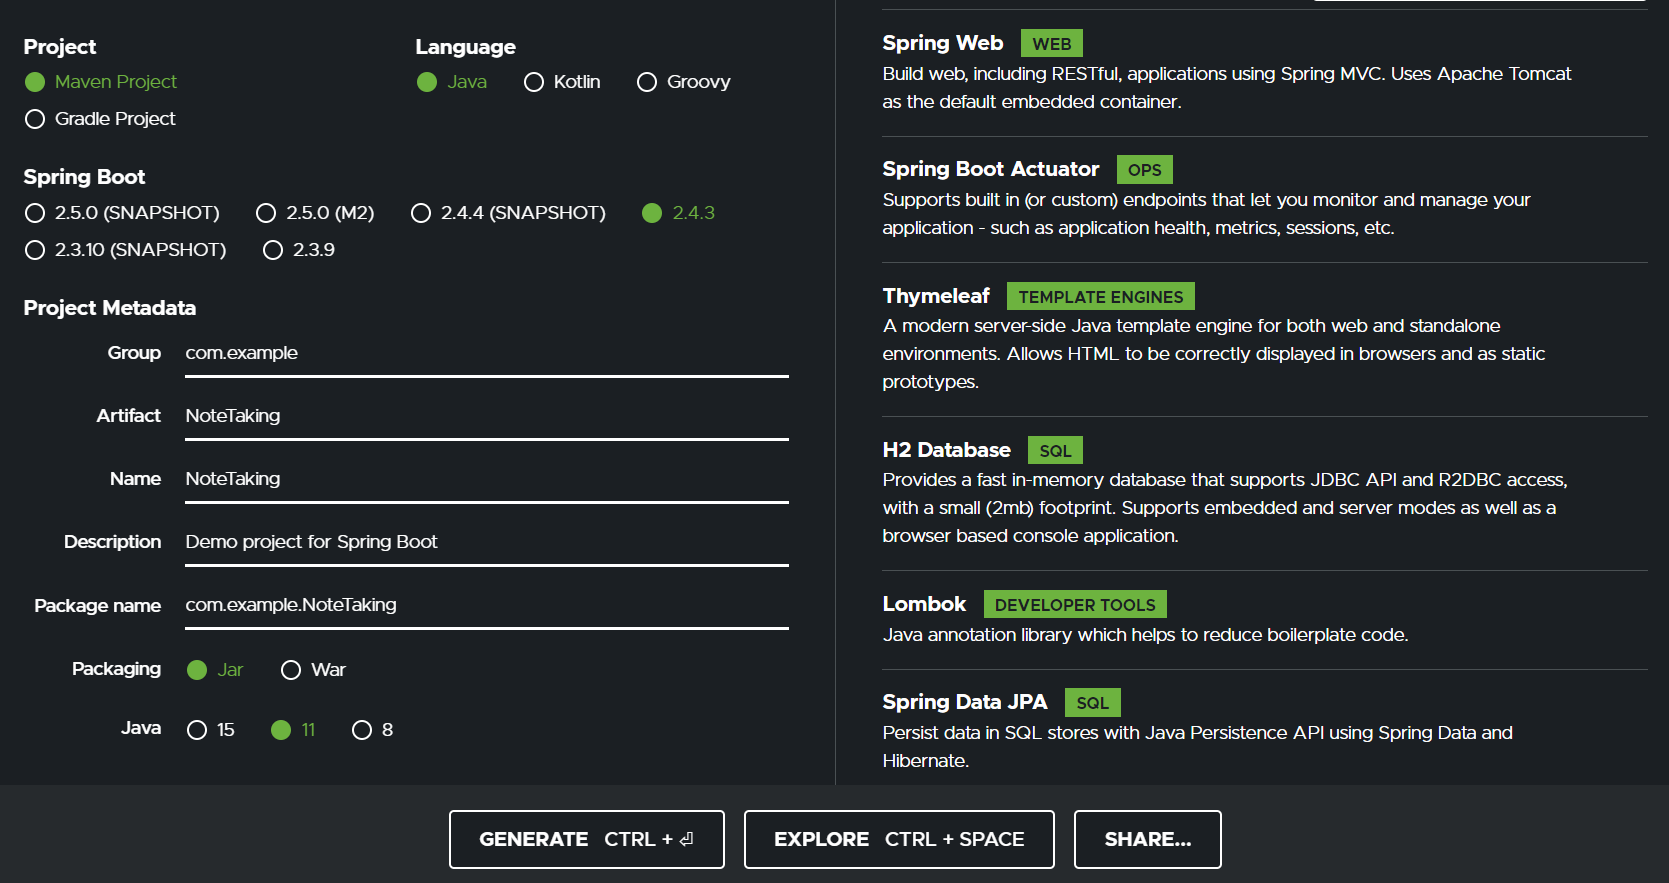 Project
Maven Project
Gradle Project
Language
Java Kotlin Groovy
Spring Boot
2.5.0 (SNAPSHOT) 2.5.0 (M2) 2.4.4 (SNAPSHOT) 2.4.3
2.3.10 (SNAPSHOT) 2.3.9
Project Metadata
Group com.example
Artifact NoteTaking
Name NoteTaking
Description Demo project for Spring Boot
Package name com.example.NoteTaking
Packaging Jar War
Java 15 11 8
Spring Web WEB
Build web, including RESTful, applications using Spring MVC. Uses Apache Tomcat
as the default embedded container.
Spring Boot Actuator OPS
Supports built in (or custom) endpoints that let you monitor and manage your
application - such as application health, metrics, sessions, etc.
Thymeleaf TEMPLATE ENGINES
A modern server-side Java template engine for both web and standalone
environments. Allows HTML to be correctly displayed in browsers and as static
prototypes.
H2 Database SQL
Provides a fast in-memory database that supports JDBC API and R2DBC access,
with a small (2mb) footprint. Supports embedded and server modes as well as a
browser based console application.
Lombok DEVELOPER TOOLS
Java annotation library which helps to reduce boilerplate code.
Spring Data JPA SQL
Persist data in SQL stores with Java Persistence API using Spring Data and
Hibernate.
GENERATE CTRL + ⏎
EXPLORE CTRL + SPACE
SHARE...